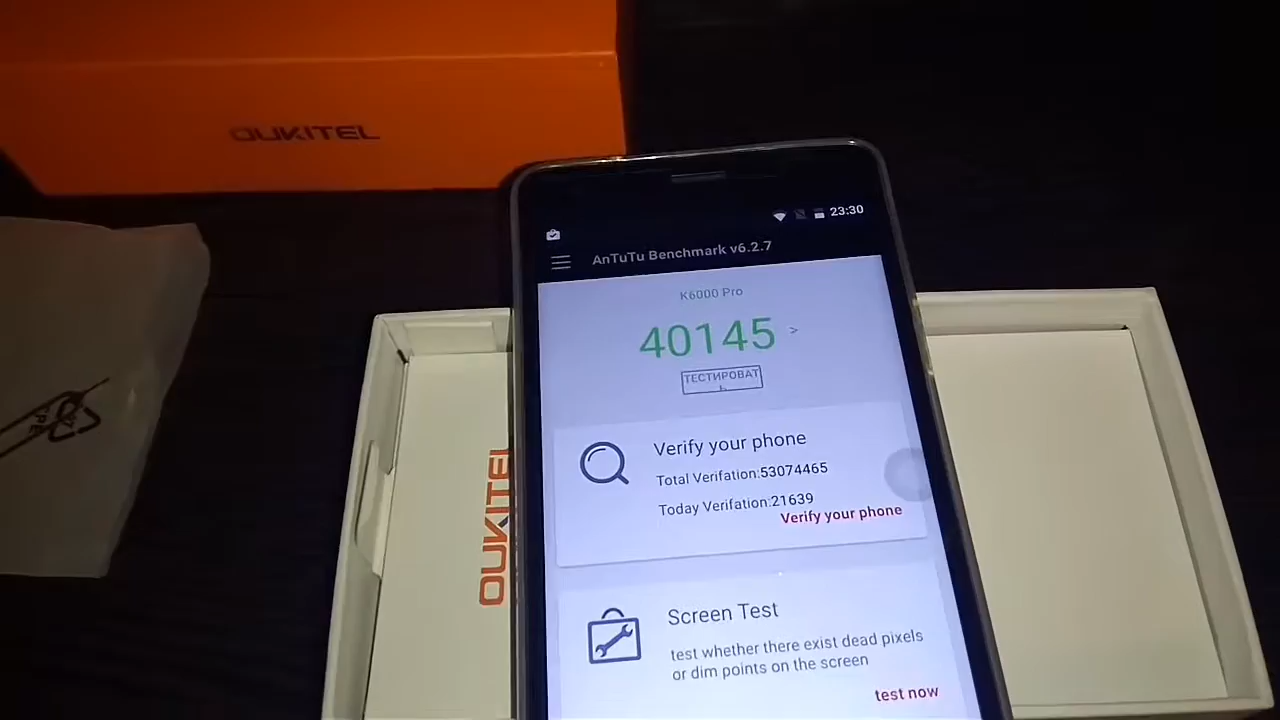 OUKITEL
23:30
AnTuTu Benchmark v6.2.7
K6000 Pro
40145 >
ТЕСТИРОВАТ
Ь
Verify your phone
Total Verifation:53074465
Today Verifation:21639
Verify your phone
OUKITEL
Screen Test
test whether there exist dead pixels
or dim points on the screen
test now